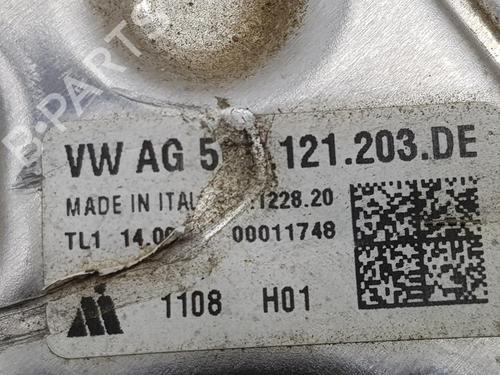 VW AG 5 121.203.DE
MADE IN ITAL 1228.20
TL1 14.0 00011748
1108 H01
B-PARTS